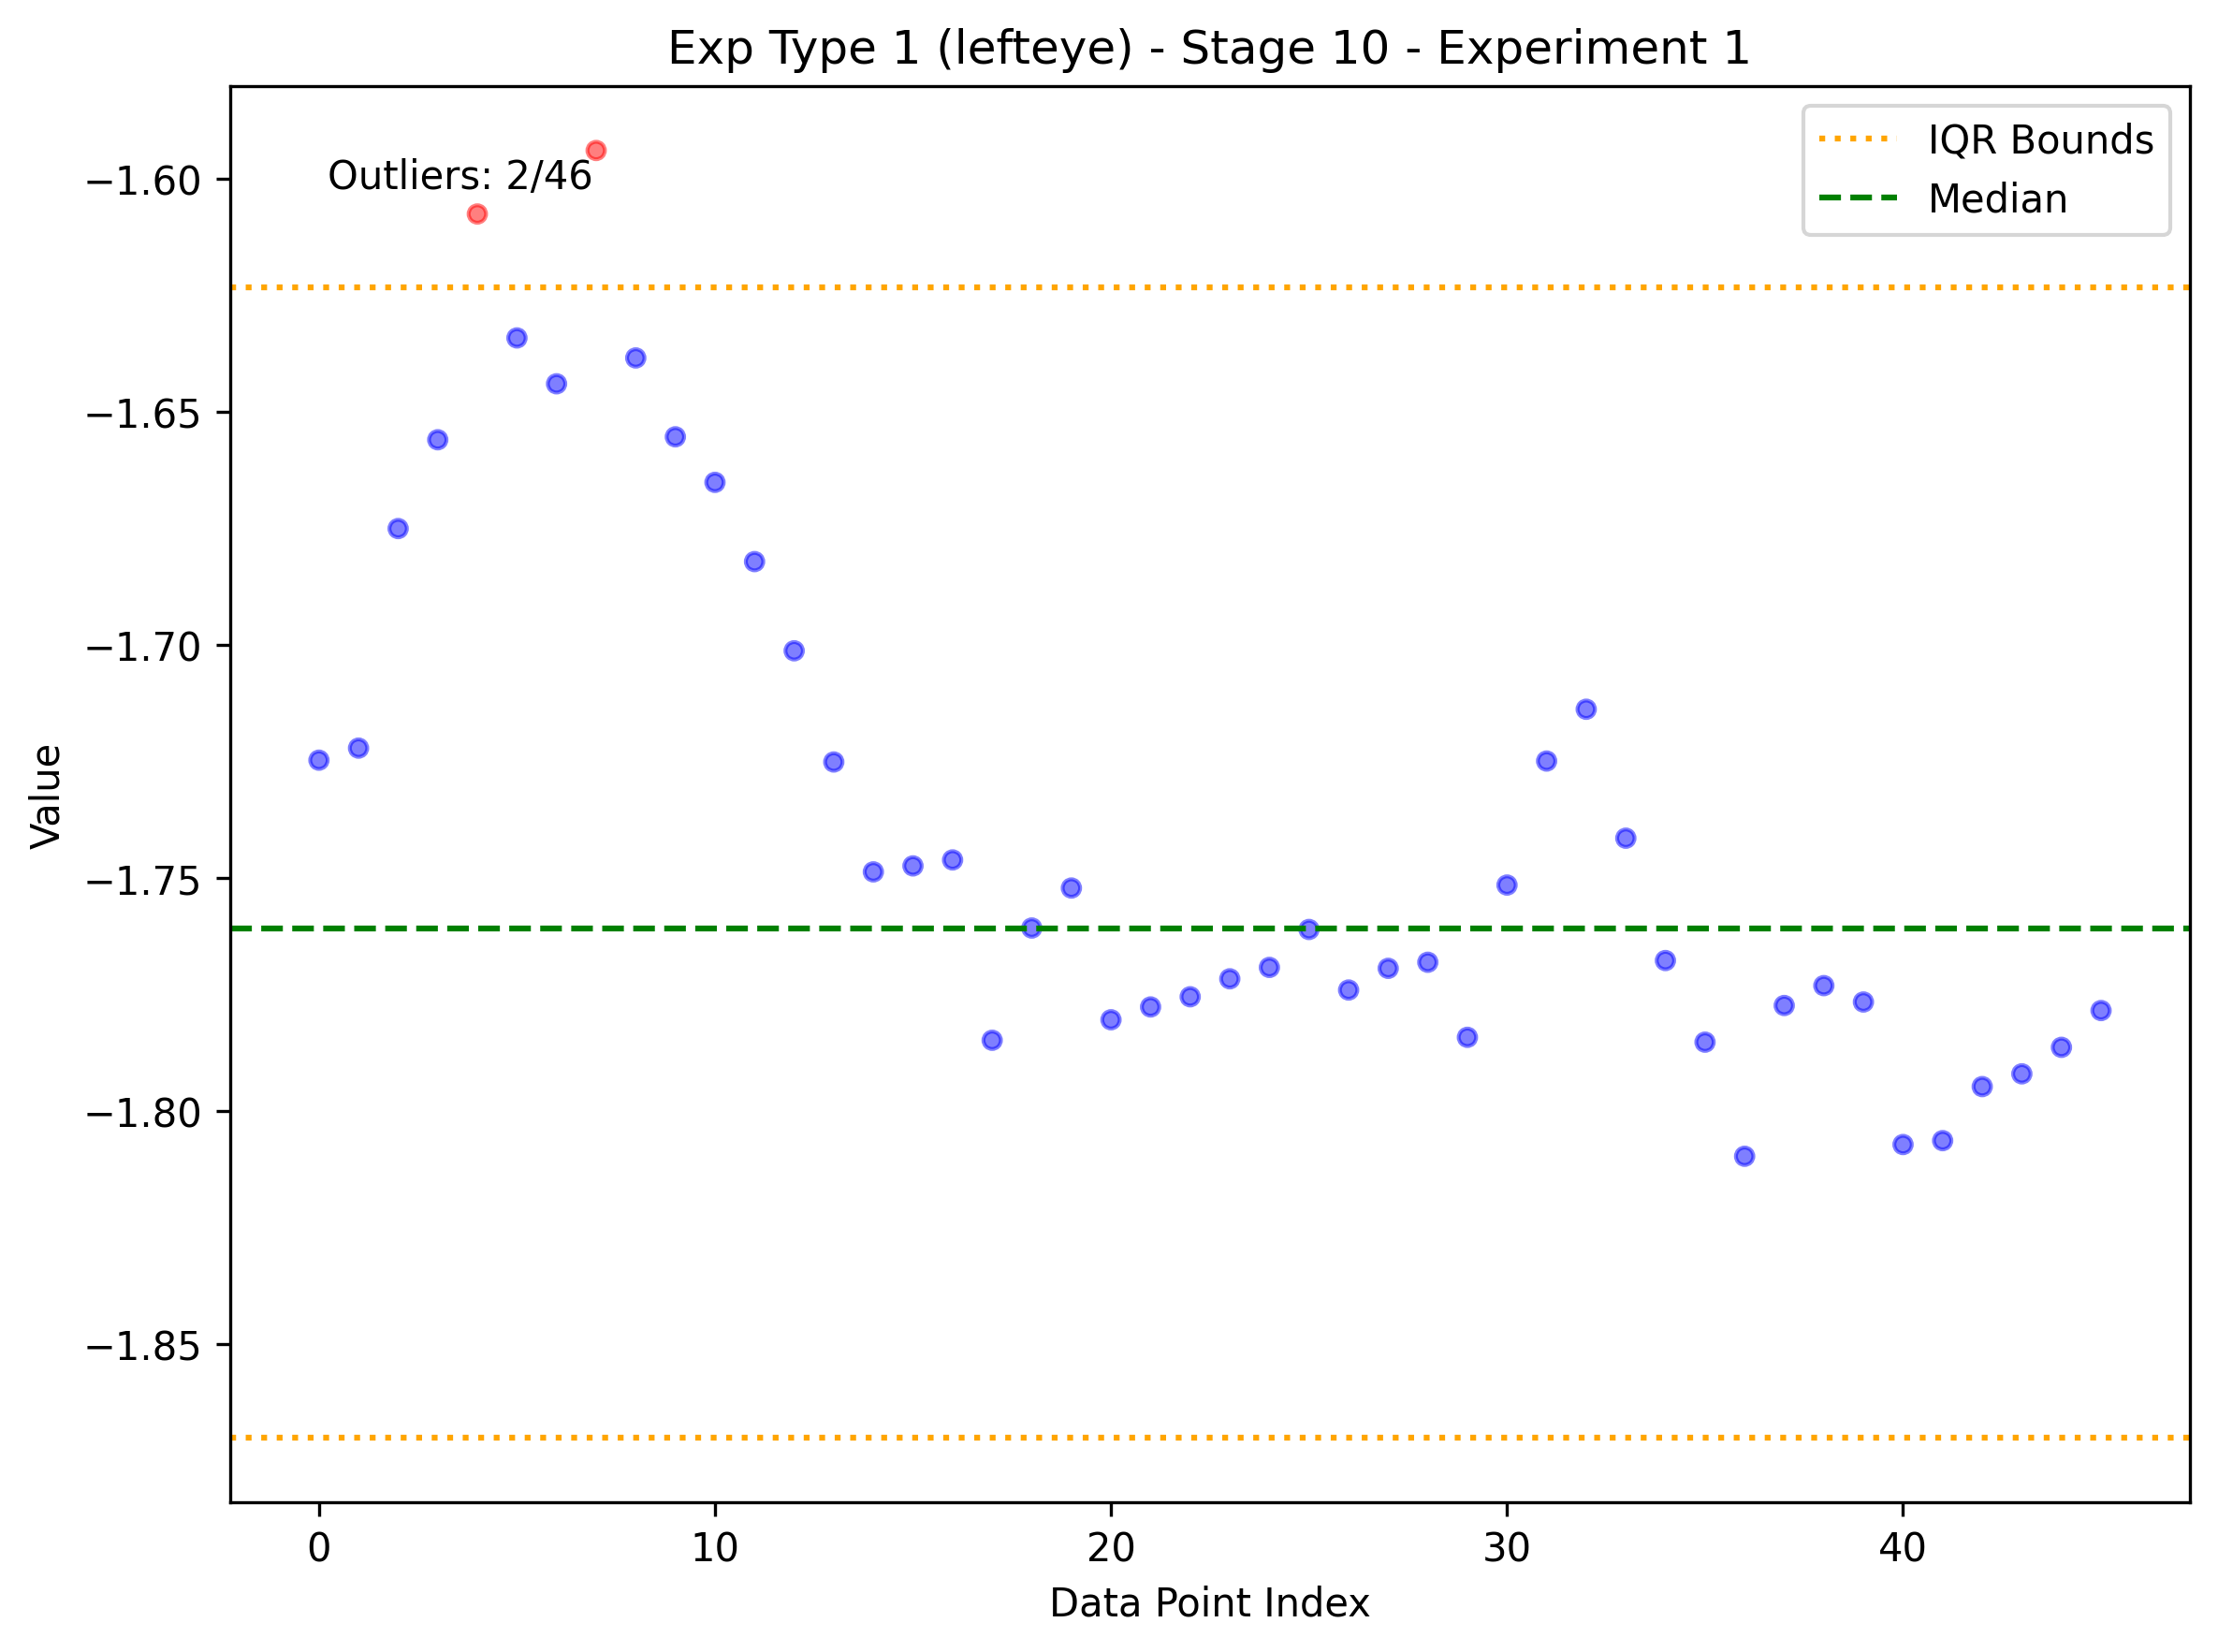 Exp Type 1 (lefteye) - Stage 10 - Experiment 1
IQR Bounds
Median
Outliers: 2/46
−1.60
−1.65
−1.70
−1.75
−1.80
−1.85
Value
0 10 20 30 40
Data Point Index